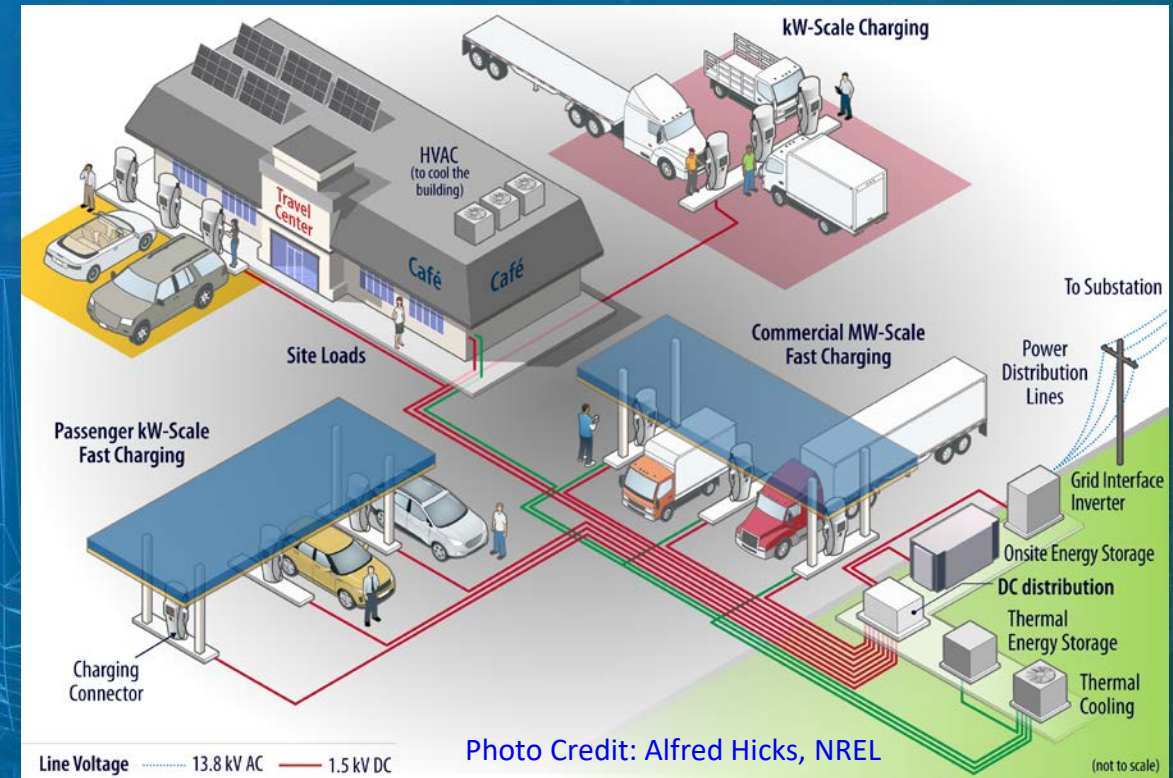 kW-Scale Charging
HVAC
(to cool the
building)
Travel
Center
Café
Café
To Substation
Site Loads
Commercial MW-Scale
Fast Charging
Power
Distribution
Lines
Passenger kW-Scale
Fast Charging
Grid Interface
Inverter
Onsite Energy Storage
DC distribution
Thermal
Energy Storage
Thermal
Cooling
Charging
Connector
Photo Credit: Alfred Hicks, NREL
Line Voltage 13.8 kV AC 1.5 kV DC
(not to scale)